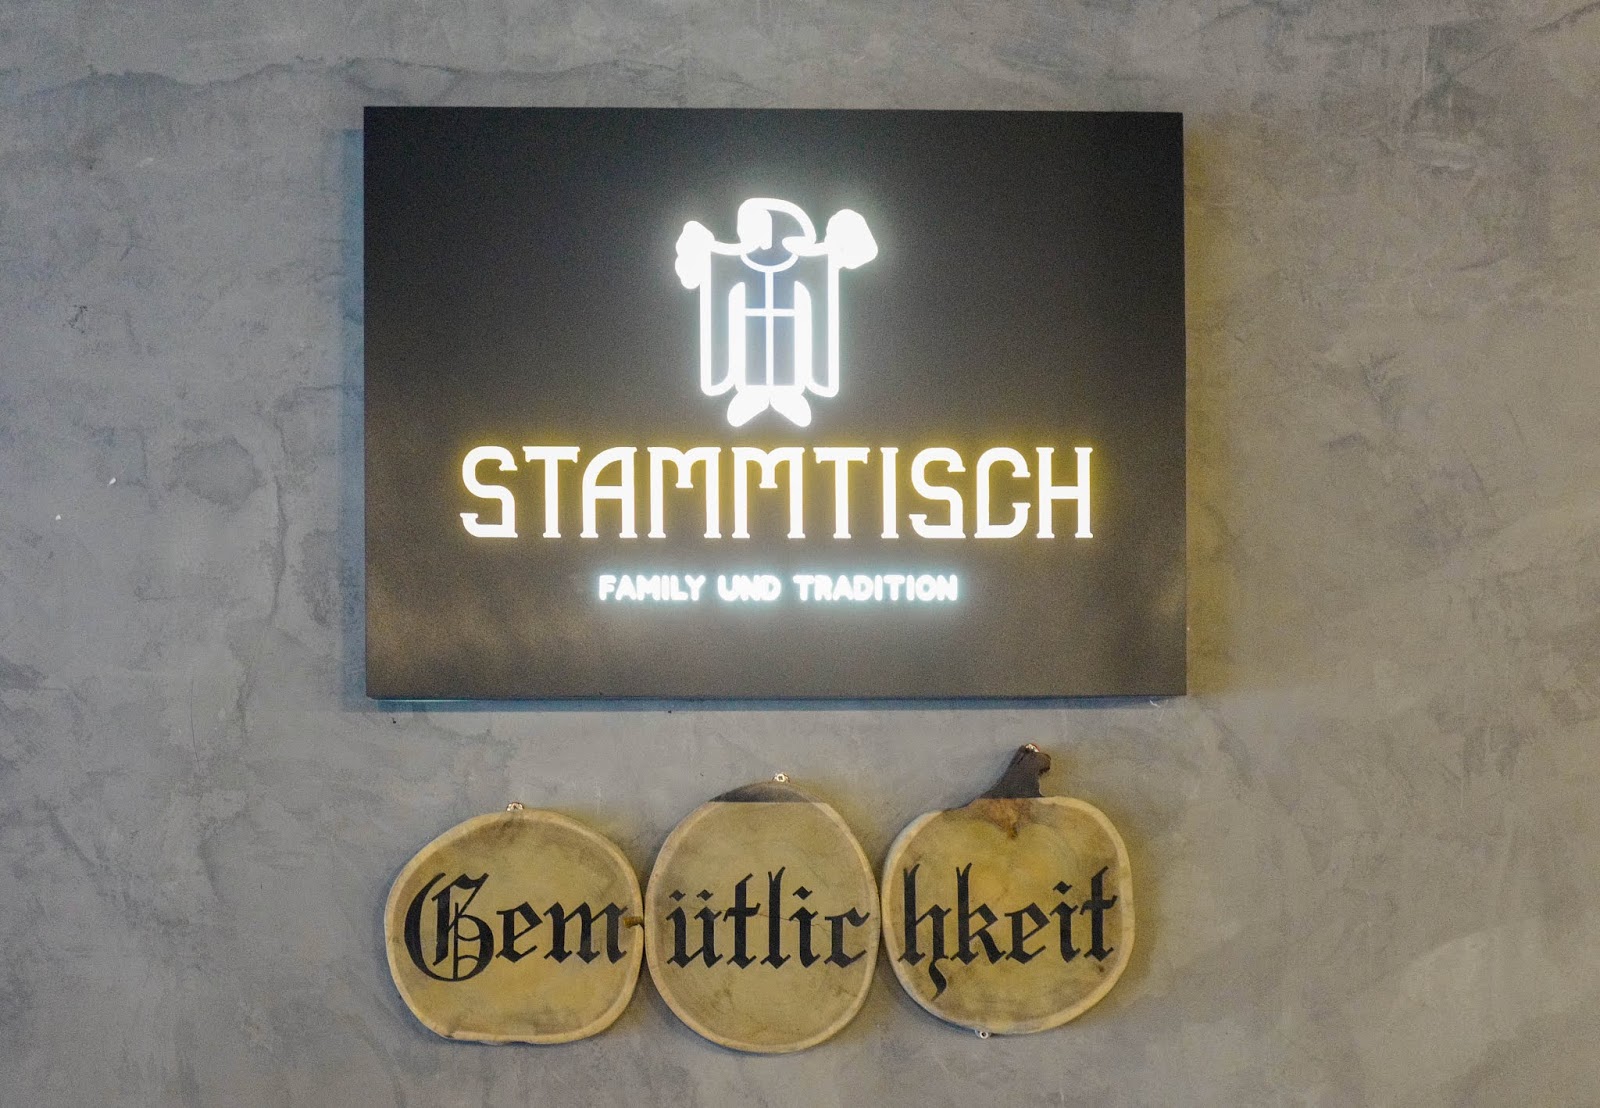 STAMMTISCH
FAMILY UND TRADITION
Gemütlichkeit